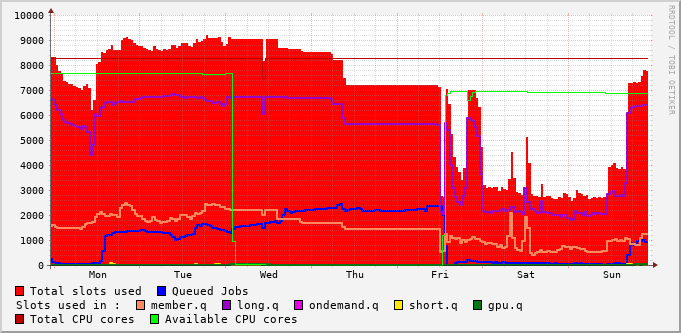 10000
9000
8000
7000
6000
5000
4000
3000
2000
1000
0
Mon Tue Wed Thu Fri Sat Sun
RRDTOOL / TOBI OETIKER
Total slots used Queued Jobs
Slots used in : member.q long.q ondemand.q short.q gpu.q
Total CPU cores Available CPU cores